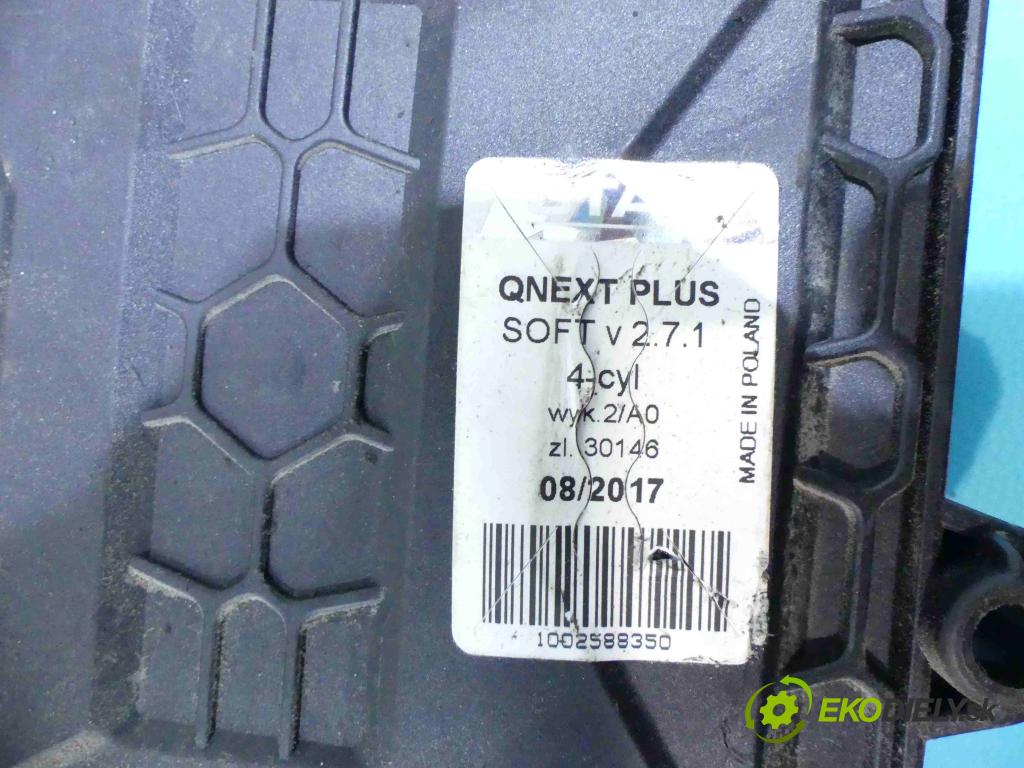 QNEXT PLUS
SOFT v 2.7.1
4-cyl
wyk.2/A0
zl. 30146
08/2017
1002588350
MADE IN POLAND
EKODIELY.sk